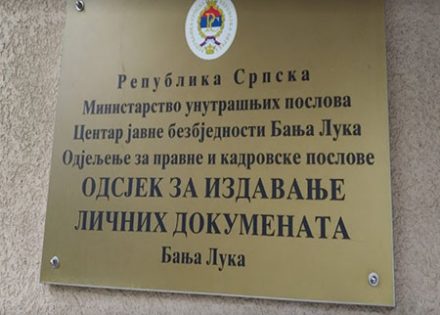 Република Српска
Министарство унутрашњих послова
Центар јавне безбједности Бања Лука
Одјељење за правне и кадровске послове
ОДСЈЕК ЗА ИЗДАВАЊЕ
ЛИЧНИХ ДОКУМЕНАТА
Бања Лука